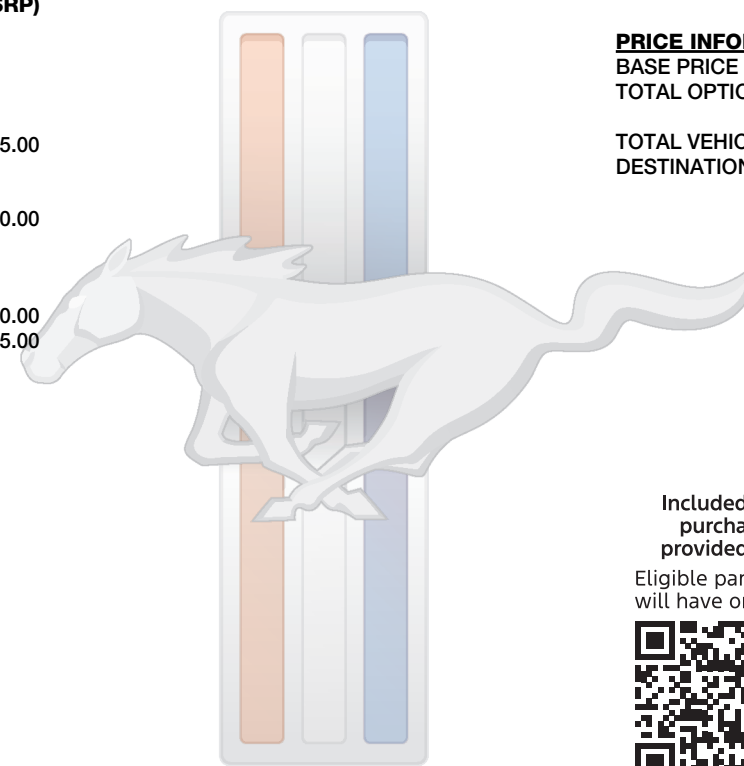 SRP)
5.00
0.00
0.00
5.00
PRICE INFO
BASE PRICE
TOTAL OPTIO
TOTAL VEHIC
DESTINATION
Included
purcha
provided
Eligible par
will have o